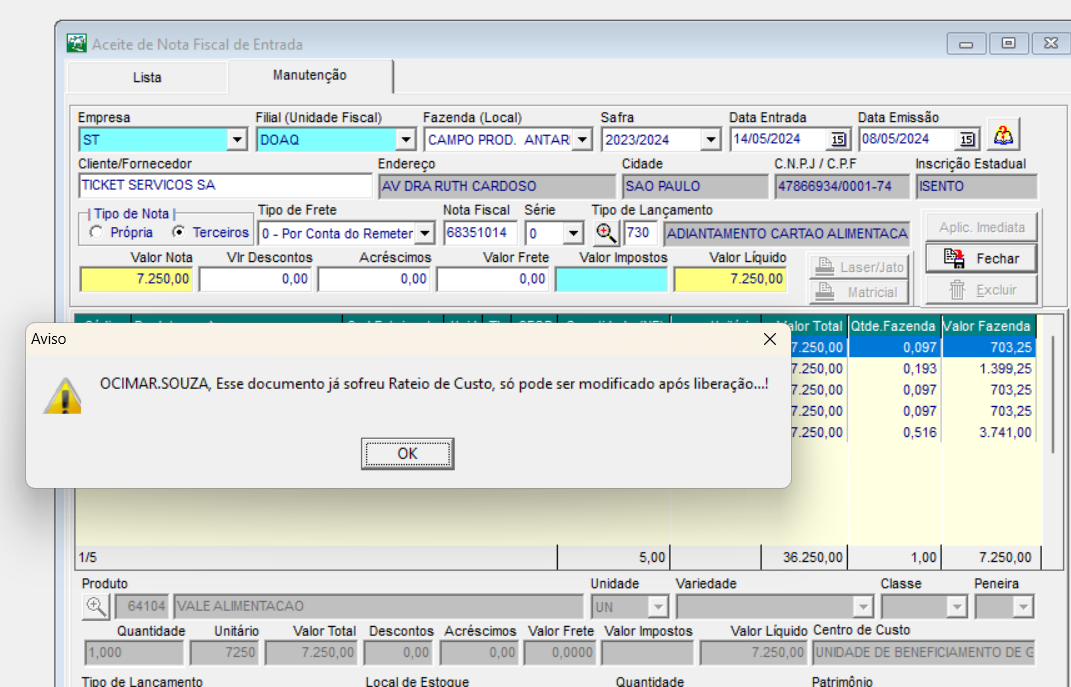 Aceite de Nota Fiscal de Entrada
Lista Manutenção
Empresa Filial (Unidade Fiscal) Fazenda (Local) Safra Data Entrada Data Emissão
ST DOAQ CAMPO PROD. ANTAR 2023/2024 14/05/2024 15 08/05/2024 15
Cliente/Fornecedor Endereço Cidade C.N.P.J / C.P.F Inscrição Estadual
TICKET SERVICOS SA AV DRA RUTH CARDOSO SAO PAULO 47866934/0001-74 ISENTO
Tipo de Nota Tipo de Frete Nota Fiscal Série Tipo de Lançamento
Própria Terceiros 0 - Por Conta do Remeter 68351014 0 730 ADIANTAMENTO CARTAO ALIMENTACA Aplic. Imediata
Valor Nota Vlr Descontos Acréscimos Valor Frete Valor Impostos Valor Líquido Laser/Jato Fechar
7.250,00 0,00 0,00 0,00 7.250,00 Matricial Excluir
Valor Total Qtde.Fazenda Valor Fazenda
7.250,00 0,097 703,25
7.250,00 0,193 1.399,25
7.250,00 0,097 703,25
7.250,00 0,097 703,25
7.250,00 0,516 3.741,00
Aviso
OCIMAR.SOUZA, Esse documento já sofreu Rateio de Custo, só pode ser modificado após liberação...!
OK
1/5 5,00 36.250,00 1,00 7.250,00
Produto Unidade Variedade Classe Peneira
64104 VALE ALIMENTACAO UN
Quantidade Unitário Valor Total Descontos Acréscimos Valor Frete Valor Impostos Valor Líquido Centro de Custo
1,000 7250 7.250,00 0,00 0,00 0,0000 7.250,00 UNIDADE DE BENEFICIAMENTO DE G
Tipo de Lançamento Local de Estoque Quantidade Patrimônio